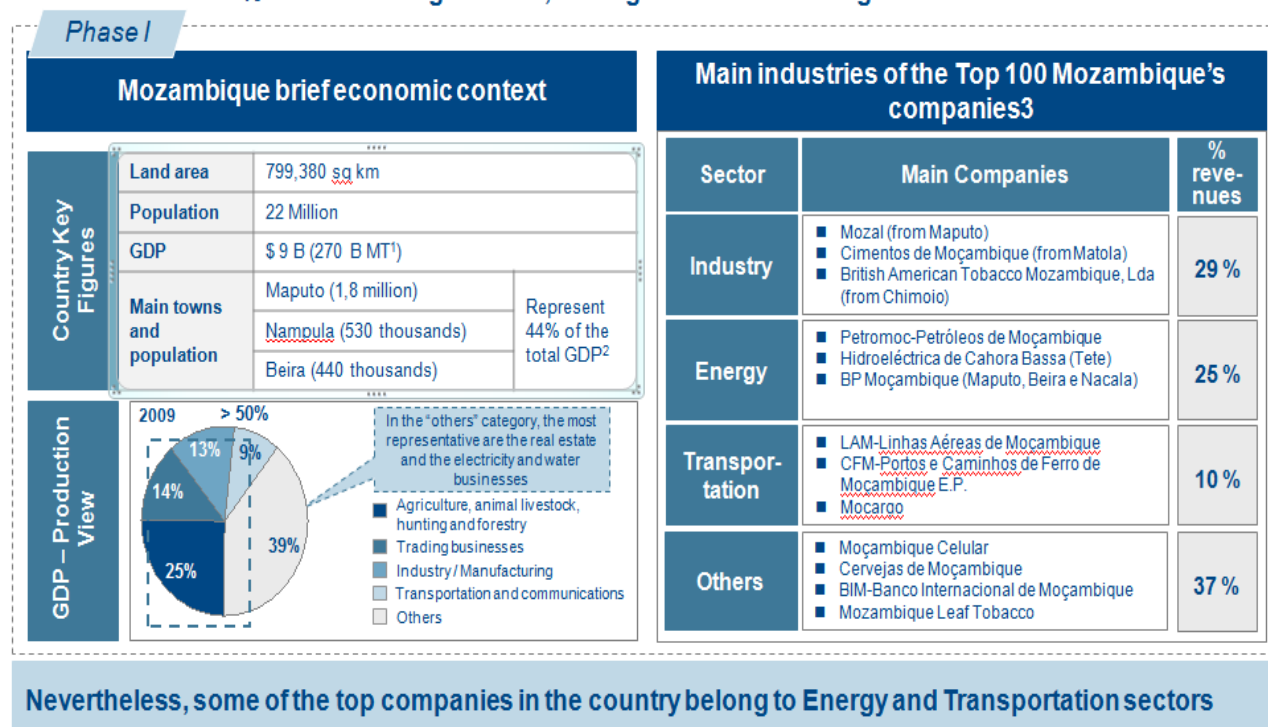 Phase I
Mozambique brief economic context
Country Key
Figures
Land area
799,380 sq km
Population
22 Million
GDP
$ 9 B (270 B MT1)
Main towns
and
population
Maputo (1,8 million)
Nampula (530 thousands)
Beira (440 thousands)
Represent
44% of the
total GDP2
GDP – Production
View
2009
> 50%
13%
9%
14%
39%
25%
In the “others” category, the most
representative are the real estate
and the electricity and water
businesses
Agriculture, animal livestock,
hunting and forestry
Trading businesses
Industry / Manufacturing
Transportation and communications
Others
Main industries of the Top 100 Mozambique’s
companies3
Sector
Main Companies
%
reve-
nues
Industry
Mozal (from Maputo)
Cimentos de Moçambique (from Matola)
British American Tobacco Mozambique, Lda
(from Chimoio)
29 %
Energy
Petromoc-Petróleos de Moçambique
Hidroeléctrica de Cahora Bassa (Tete)
BP Moçambique (Maputo, Beira e Nacala)
25 %
Transpor-
tation
LAM-Linhas Aéreas de Moçambique
CFM-Portos e Caminhos de Ferro de
Moçambique E.P.
Mocargo
10 %
Others
Moçambique Celular
Cervejas de Moçambique
BIM-Banco Internacional de Moçambique
Mozambique Leaf Tobacco
37 %
Nevertheless, some of the top companies in the country belong to Energy and Transportation sectors